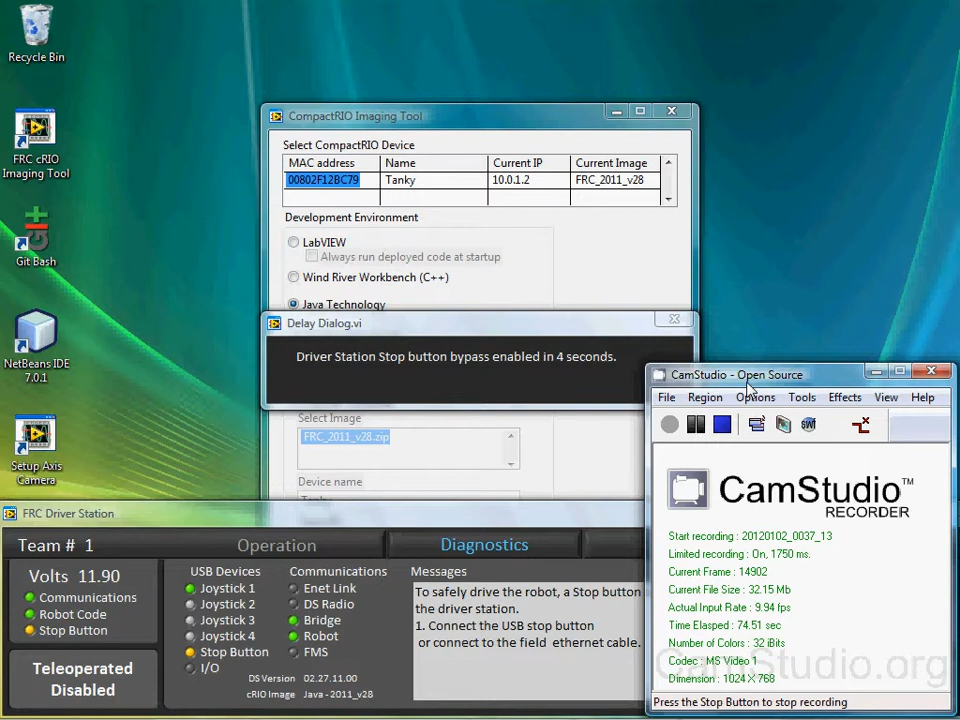 Recycle Bin
FRC cRIO
Imaging Tool
Git Bash
NetBeans IDE
7.0.1
Setup Axis
Camera
CompactRIO Imaging Tool
Select CompactRIO Device
MAC address Name Current IP Current Image
00802F12BC79 Tanky 10.0.1.2 FRC_2011_v28
Development Environment
LabVIEW
Always run deployed code at startup
Wind River Workbench (C++)
Java Technology
Delay Dialog.vi
Driver Station Stop button bypass enabled in 4 seconds.
Select Image
FRC_2011_v28.zip
Device name
FRC Driver Station
Team # 1 Operation Diagnostics
Volts 11.90
Communications
Robot Code
Stop Button
Teleoperated
Disabled
USB Devices
Joystick 1
Joystick 2
Joystick 3
Joystick 4
Stop Button
I/O
Communications
Enet Link
DS Radio
Bridge
Robot
FMS
DS Version 02.27.11.00
cRIO Image Java - 2011_v28
Messages
To safely drive the robot, a Stop button
the driver station.
1. Connect the USB stop button
or connect to the field ethernet cable.
CamStudio - Open Source
File Region Options Tools Effects View Help
SWF
CamStudio™
RECORDER
Start recording : 20120102_0037_13
Limited recording : On, 1750 ms.
Current Frame : 14902
Current File Size : 32.15 Mb
Actual Input Rate : 9.94 fps
Time Elasped : 74.51 sec
Number of Colors : 32 iBits
Codec : MS Video 1
Dimension : 1024 X 768
CamStudio.org
Press the Stop Button to stop recording